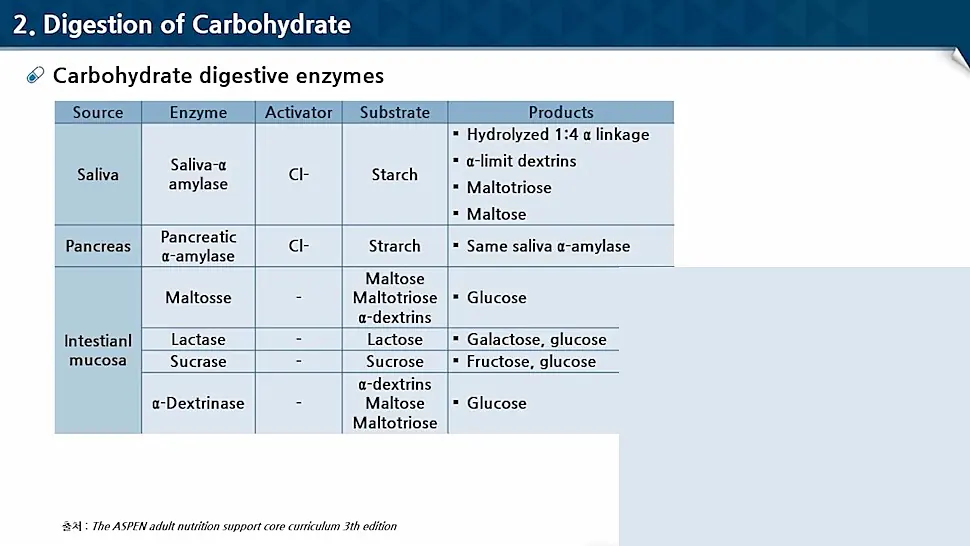 2. Digestion of Carbohydrate
Carbohydrate digestive enzymes
Source Enzyme Activator Substrate Products
Saliva
Saliva-α
amylase
Cl-
Starch
▪ Hydrolyzed 1:4 α linkage
▪ α-limit dextrins
▪ Maltotriose
▪ Maltose
Pancreas
Pancreatic
α-amylase
Cl-
Strarch
▪ Same saliva α-amylase
Intestianl
mucosa
Maltosse
-
Maltose
Maltotriose
α-dextrins
▪ Glucose
Lactase - Lactose ▪ Galactose, glucose
Sucrase - Sucrose ▪ Fructose, glucose
α-Dextrinase
-
α-dextrins
Maltose
Maltotriose
▪ Glucose
출처 : The ASPEN adult nutrition support core curriculum 3th edition